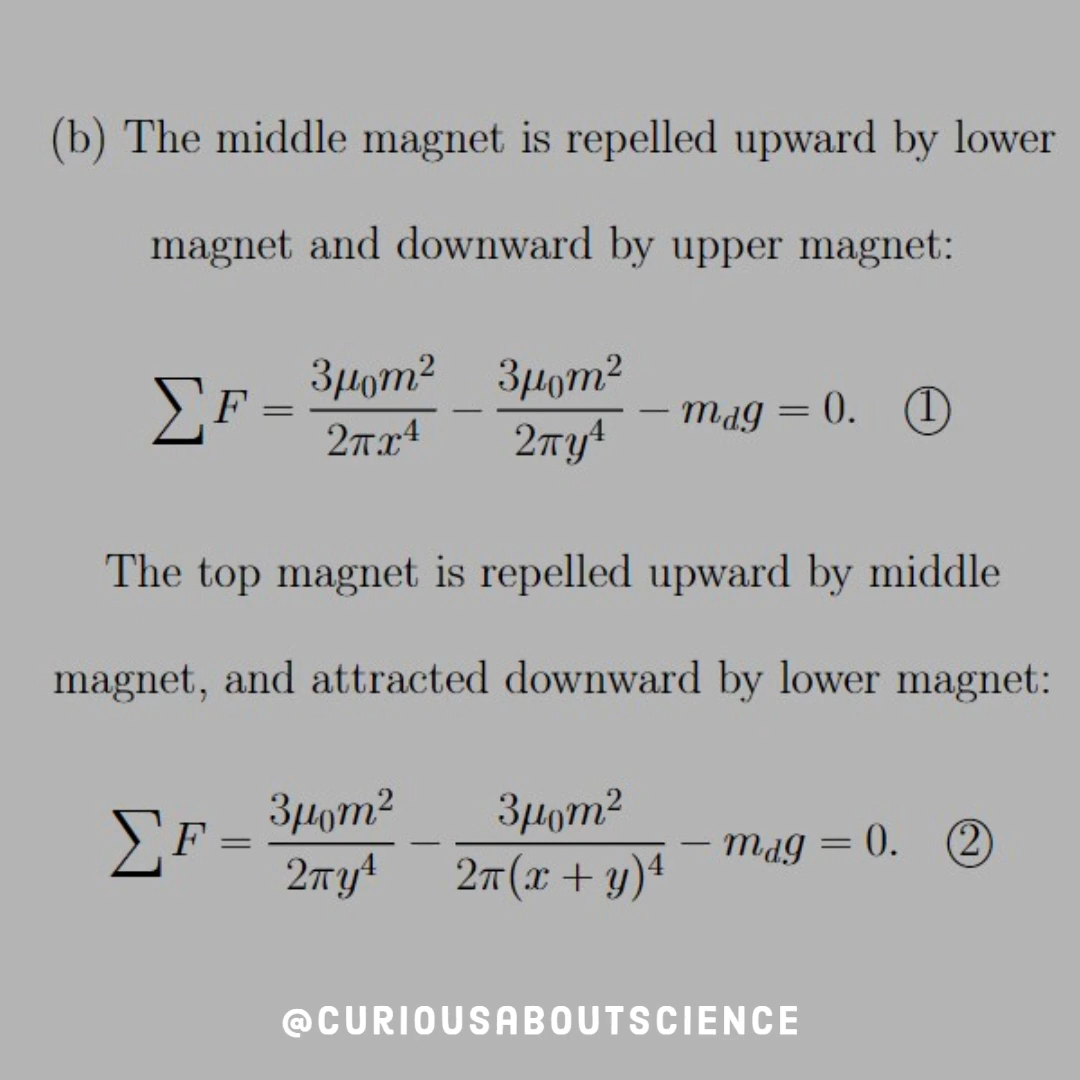 (b) The middle magnet is repelled upward by lower
magnet and downward by upper magnet:
∑ F = 3μ₀m²/2πx⁴ − 3μ₀m²/2πy⁴ − m_d g = 0. ①
The top magnet is repelled upward by middle
magnet, and attracted downward by lower magnet:
∑ F = 3μ₀m²/2πy⁴ − 3μ₀m²/2π(x + y)⁴ − m_d g = 0. ②
@CURIOUSABOUTSCIENCE